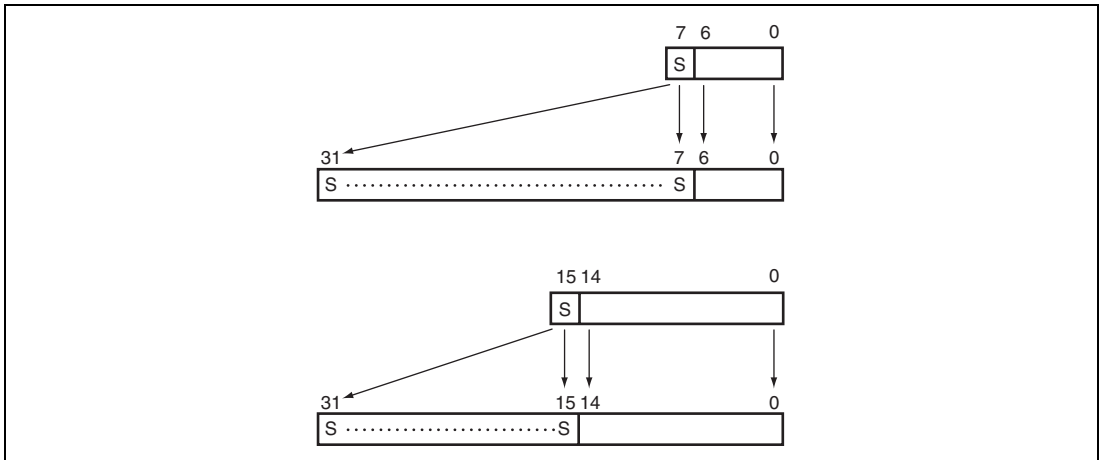 7 6 0
S
31 7 6 0
S ....................................... S
15 14 0
S
31 15 14 0
S ..........................S